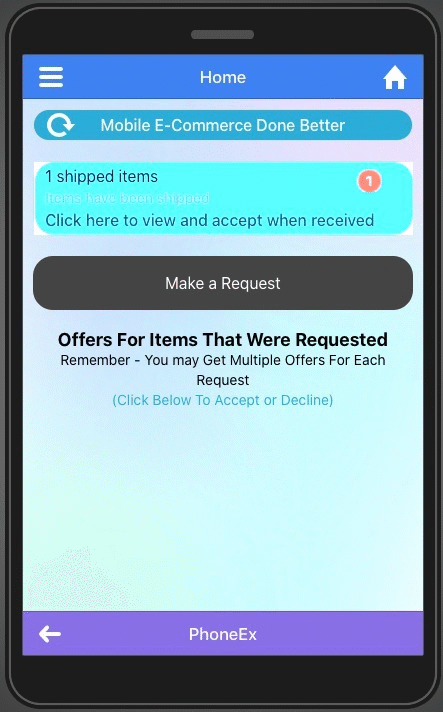 Home
Mobile E-Commerce Done Better
1 shipped items
1
Items have been shipped
Click here to view and accept when received
Make a Request
Offers For Items That Were Requested
Remember - You may Get Multiple Offers For Each
Request
(Click Below To Accept or Decline)
PhoneEx